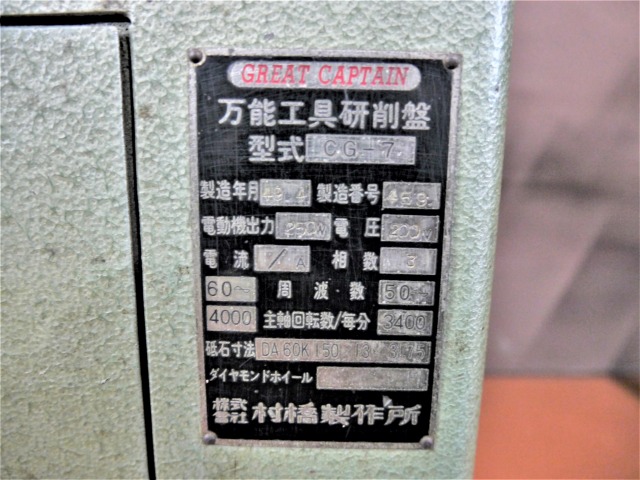 GREAT CAPTAIN
万能工具研削盤
型式 CG-7
製造年月 製造番号 469
電動機出力 250W 電圧 200V
電流 A 相数 3
60~ 周波数 50~
4000 主軸回転数/毎分 3400
砥石寸法 DA60K 150
ダイヤモンドホイール
株式会社 村橋製作所